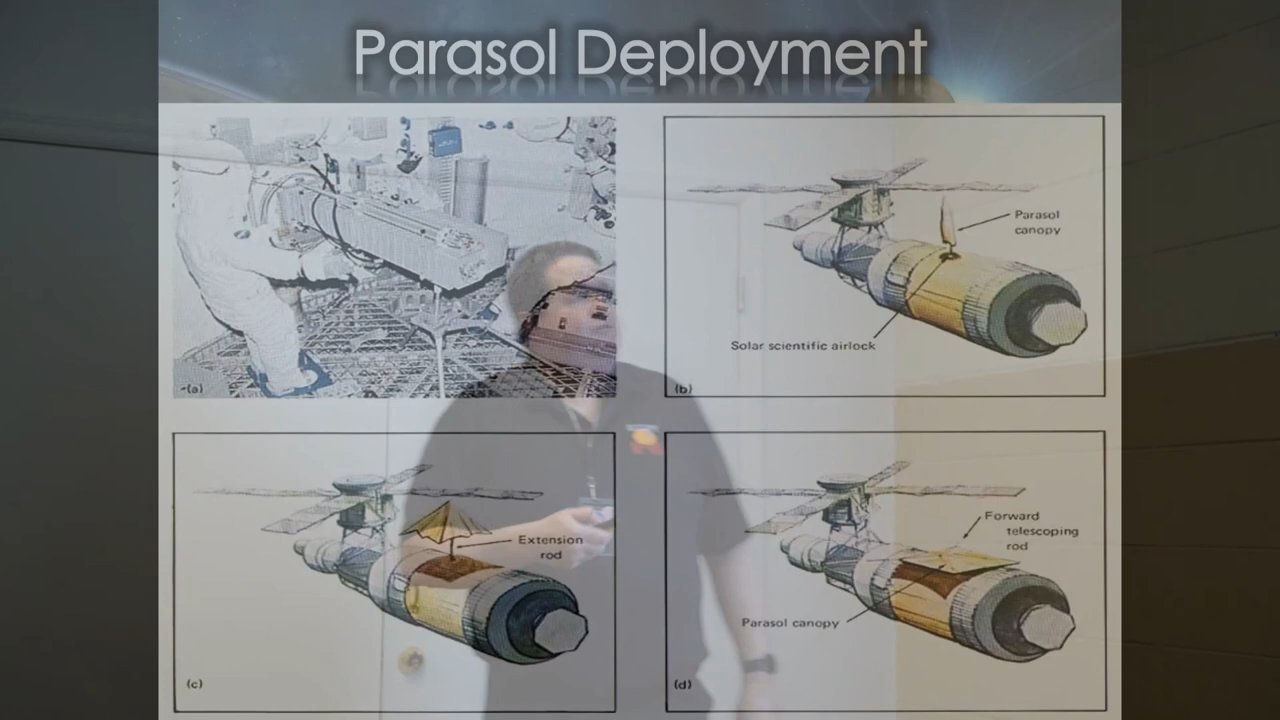 Parasol Deployment
(a)
Parasol
canopy
Solar scientific airlock
(b)
Extension
rod
(c)
Forward
telescoping
rod
Parasol canopy
(d)